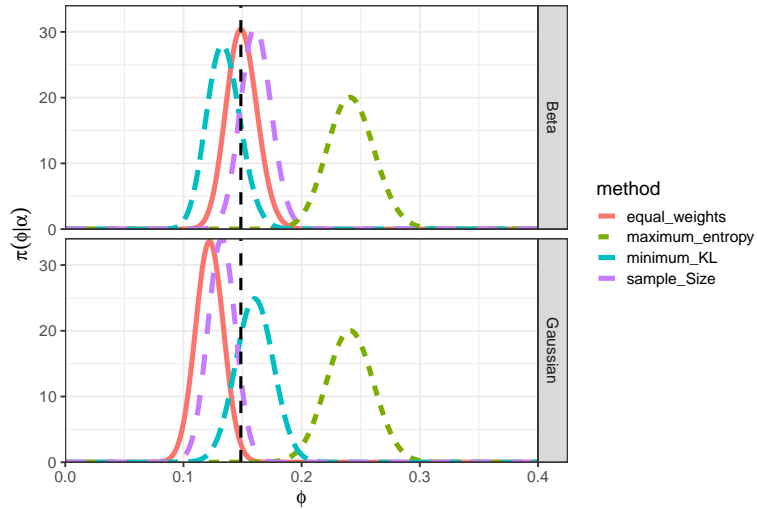 30
20
10
0
Beta
30
20
10
0
Gaussian
π(ϕ|α)
0.0 0.1 0.2 0.3 0.4
ϕ
method
equal_weights
maximum_entropy
minimum_KL
sample_Size